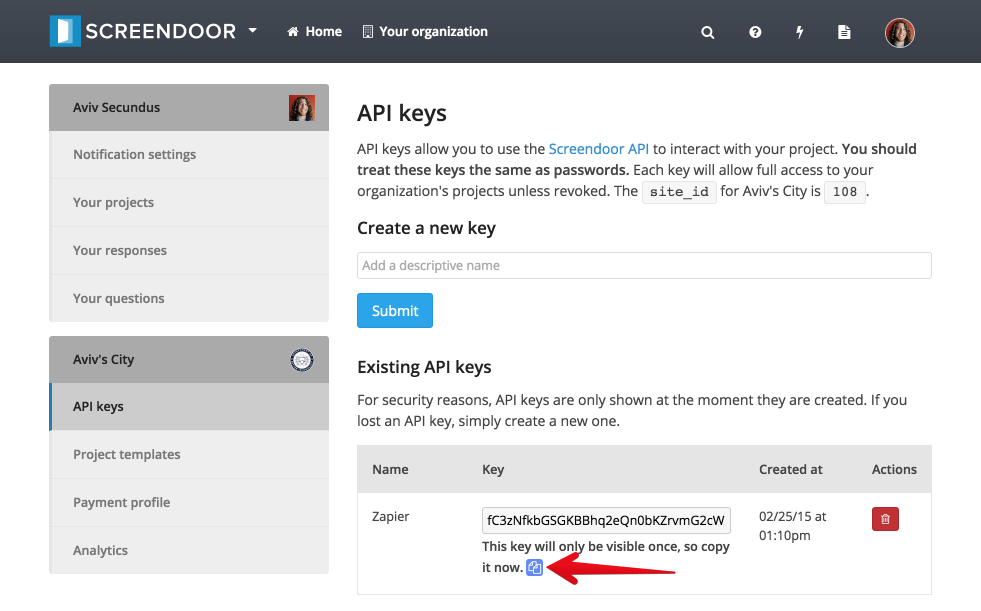 SCREENDOOR
Home
Your organization
Aviv Secundus
Notification settings
Your projects
Your responses
Your questions
Aviv's City
API keys
Project templates
Payment profile
Analytics
API keys
API keys allow you to use the Screendoor API to interact with your project. You should
treat these keys the same as passwords. Each key will allow full access to your
organization's projects unless revoked. The site_id for Aviv's City is 108.
Create a new key
Add a descriptive name
Submit
Existing API keys
For security reasons, API keys are only shown at the moment they are created. If you
lost an API key, simply create a new one.
Name Key Created at Actions
Zapier fC3zNfkbGSGKBBhq2eQn0bKZrvmG2cW 02/25/15 at
01:10pm
This key will only be visible once, so copy
it now.